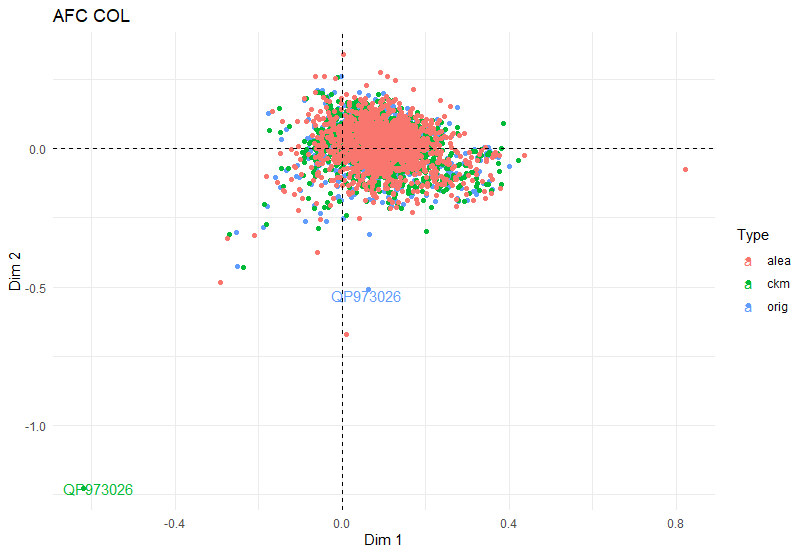 AFC COL
0.0
-0.5
-1.0
Dim 2
QP973026
QP973026
-0.4
0.0
0.4
0.8
Dim 1
Type
a alea
a ckm
a orig